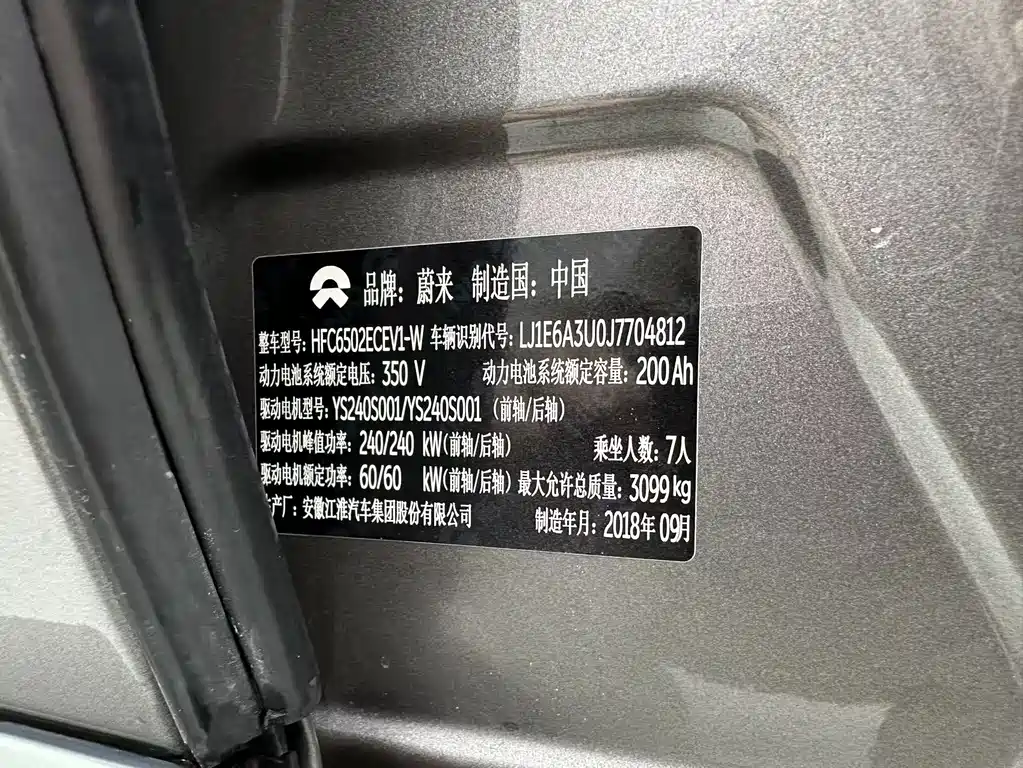 品牌：蔚来 制造国：中国
整车型号：HFC6502ECEV1-W 车辆识别代号：LJ1E6A3U0J7704812
动力电池系统额定电压：350 V 动力电池系统额定容量：200 Ah
驱动电机型号：YS240S001/YS240S001（前轴/后轴）
驱动电机峰值功率：240/240 kW（前轴/后轴） 乘坐人数：7人
驱动电机额定功率：60/60 kW（前轴/后轴） 最大允许总质量：3099kg
产厂：安徽江淮汽车集团股份有限公司 制造年月：2018年09月